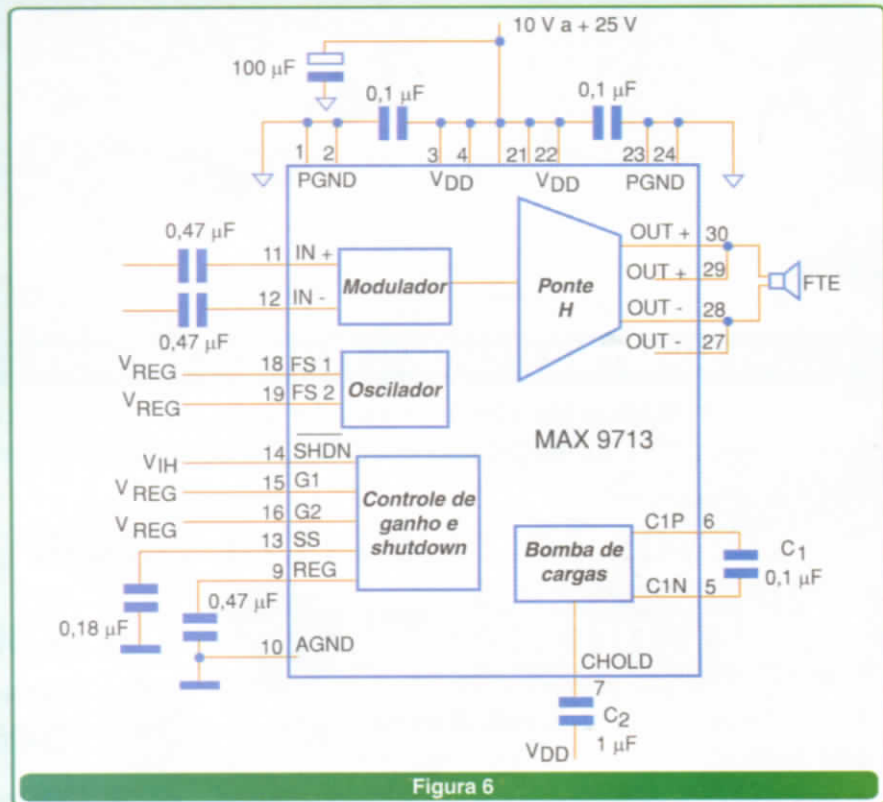 10 V a + 25 V
100 µF
0,1 µF
0,1 µF
1 2 3 4 21 22 23 24
PGND VDD VDD PGND
0,47 µF
11 IN +
12 IN -
0,47 µF
Modulador
Ponte H
OUT + 30
OUT + 29
OUT - 28
OUT - 27
FTE
VREG 18 FS 1
VREG 19 FS 2
Oscilador
MAX 9713
VIH 14 SHDN
VREG 15 G1
VREG 16 G2
13 SS
9 REG
Controle de
ganho e
shutdown
0,18 µF
0,47 µF
10 AGND
Bomba de
cargas
C1P 6
C1N 5
C1
0,1 µF
CHOLD
7
C2
1 µF
VDD
Figura 6